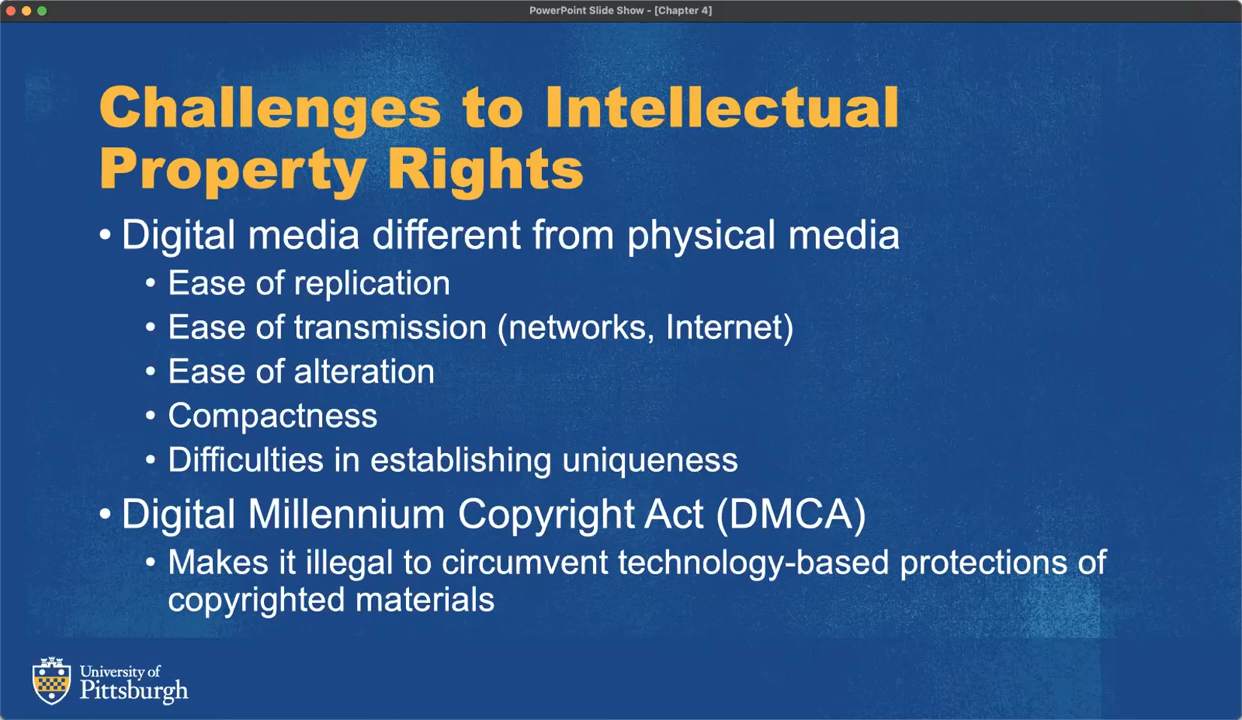 PowerPoint Slide Show - [Chapter 4]
Challenges to Intellectual
Property Rights
• Digital media different from physical media
• Ease of replication
• Ease of transmission (networks, Internet)
• Ease of alteration
• Compactness
• Difficulties in establishing uniqueness
• Digital Millennium Copyright Act (DMCA)
• Makes it illegal to circumvent technology-based protections of
copyrighted materials
University of
Pittsburgh